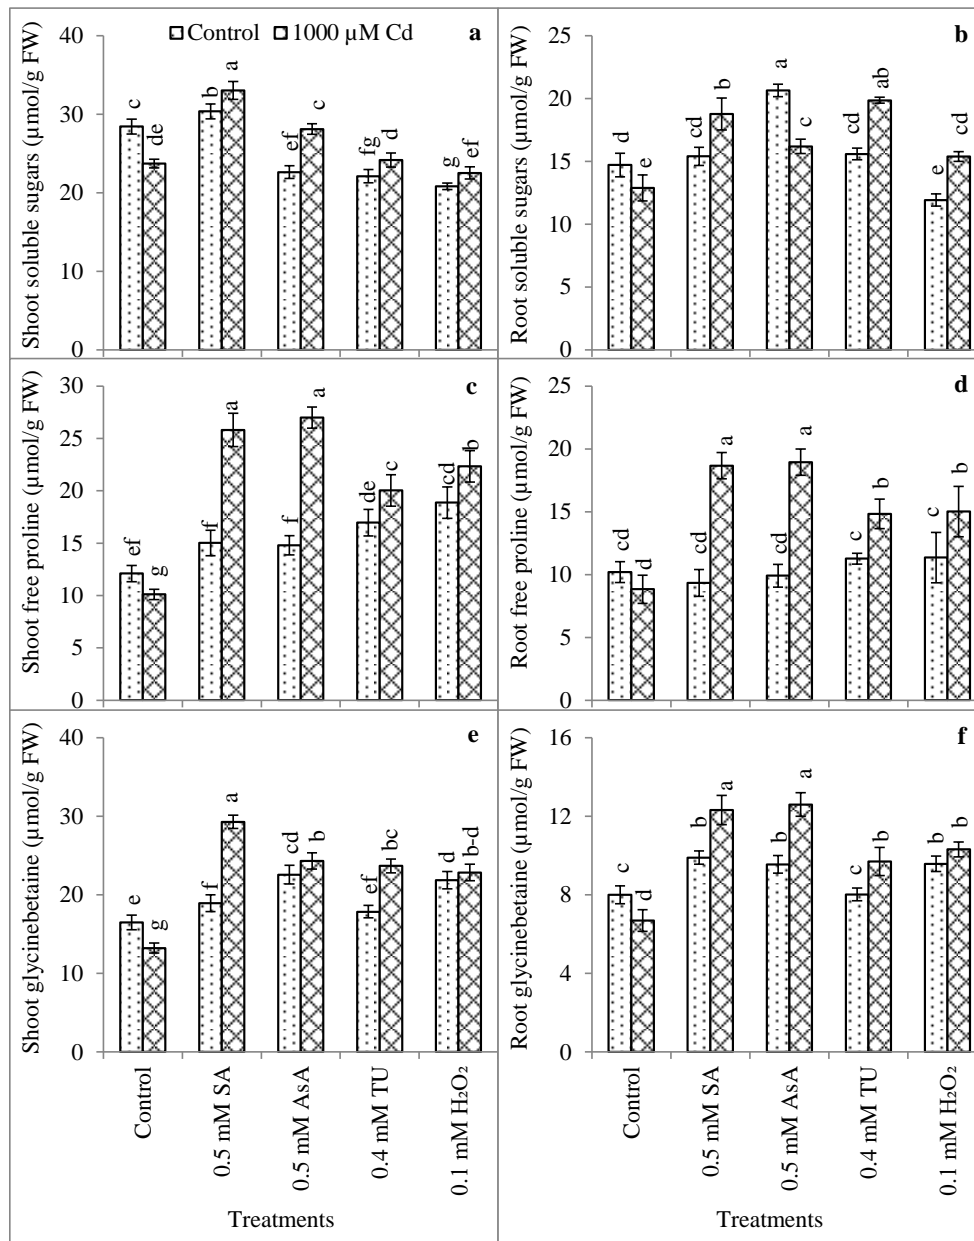 Control 1000 µM Cd a
Shoot soluble sugars (µmol/g FW)
40
30
20
10
0
c de b a ef c fg d g ef
b
Root soluble sugars (µmol/g FW)
25
20
15
10
5
0
d e cd b a c cd ab e cd
c
Shoot free proline (µmol/g FW)
30
25
20
15
10
5
0
ef g f a f a de c cd b
d
Root free proline (µmol/g FW)
25
20
15
10
5
0
cd d cd a cd a c b c b
e
Shoot glycinebetaine (µmol/g FW)
40
30
20
10
0
e g f a cd b ef bc d b-d
Control
0.5 mM SA
0.5 mM AsA
0.4 mM TU
0.1 mM H₂O₂
Treatments
f
Root glycinebetaine (µmol/g FW)
16
12
8
4
0
c d b a b a c b b b
Control
0.5 mM SA
0.5 mM AsA
0.4 mM TU
0.1 mM H₂O₂
Treatments